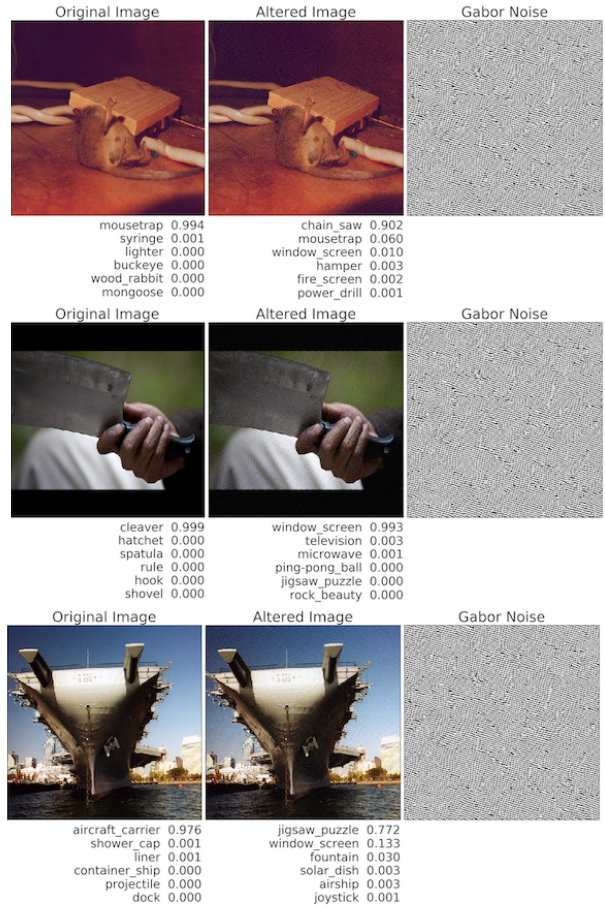 Original Image Altered Image Gabor Noise
mousetrap 0.994 chain_saw 0.902
syringe 0.001 mousetrap 0.060
lighter 0.000 window_screen 0.010
buckeye 0.000 hamper 0.003
wood_rabbit 0.000 fire_screen 0.002
mongoose 0.000 power_drill 0.001
Original Image Altered Image Gabor Noise
cleaver 0.999 window_screen 0.993
hatchet 0.000 television 0.003
spatula 0.000 microwave 0.001
rule 0.000 ping-pong_ball 0.000
hook 0.000 jigsaw_puzzle 0.000
shovel 0.000 rock_beauty 0.000
Original Image Altered Image Gabor Noise
aircraft_carrier 0.976 jigsaw_puzzle 0.772
shower_cap 0.001 window_screen 0.133
liner 0.001 fountain 0.030
container_ship 0.000 solar_dish 0.003
projectile 0.000 airship 0.003
dock 0.000 joystick 0.001